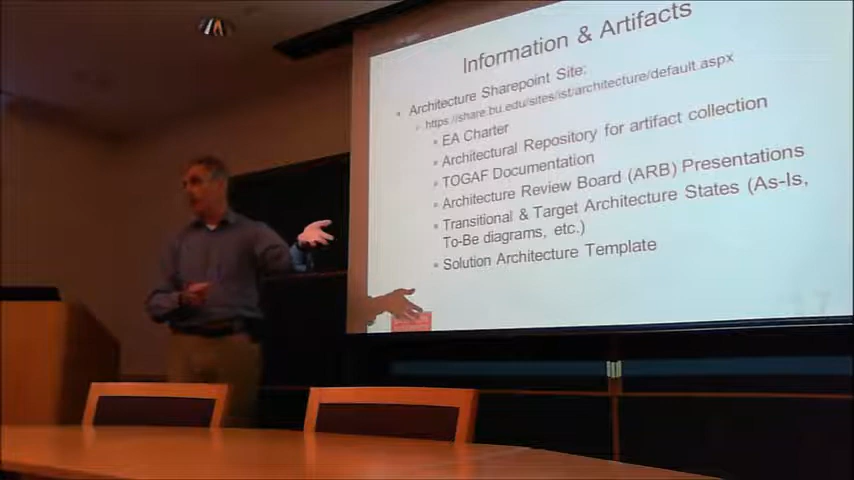 Information & Artifacts
Architecture Sharepoint Site:
https://share.bu.edu/sites/ist/architecture/default.aspx
EA Charter
Architectural Repository for artifact collection
TOGAF Documentation
Architecture Review Board (ARB) Presentations
Transitional & Target Architecture States (As-Is,
To-Be diagrams, etc.)
Solution Architecture Template